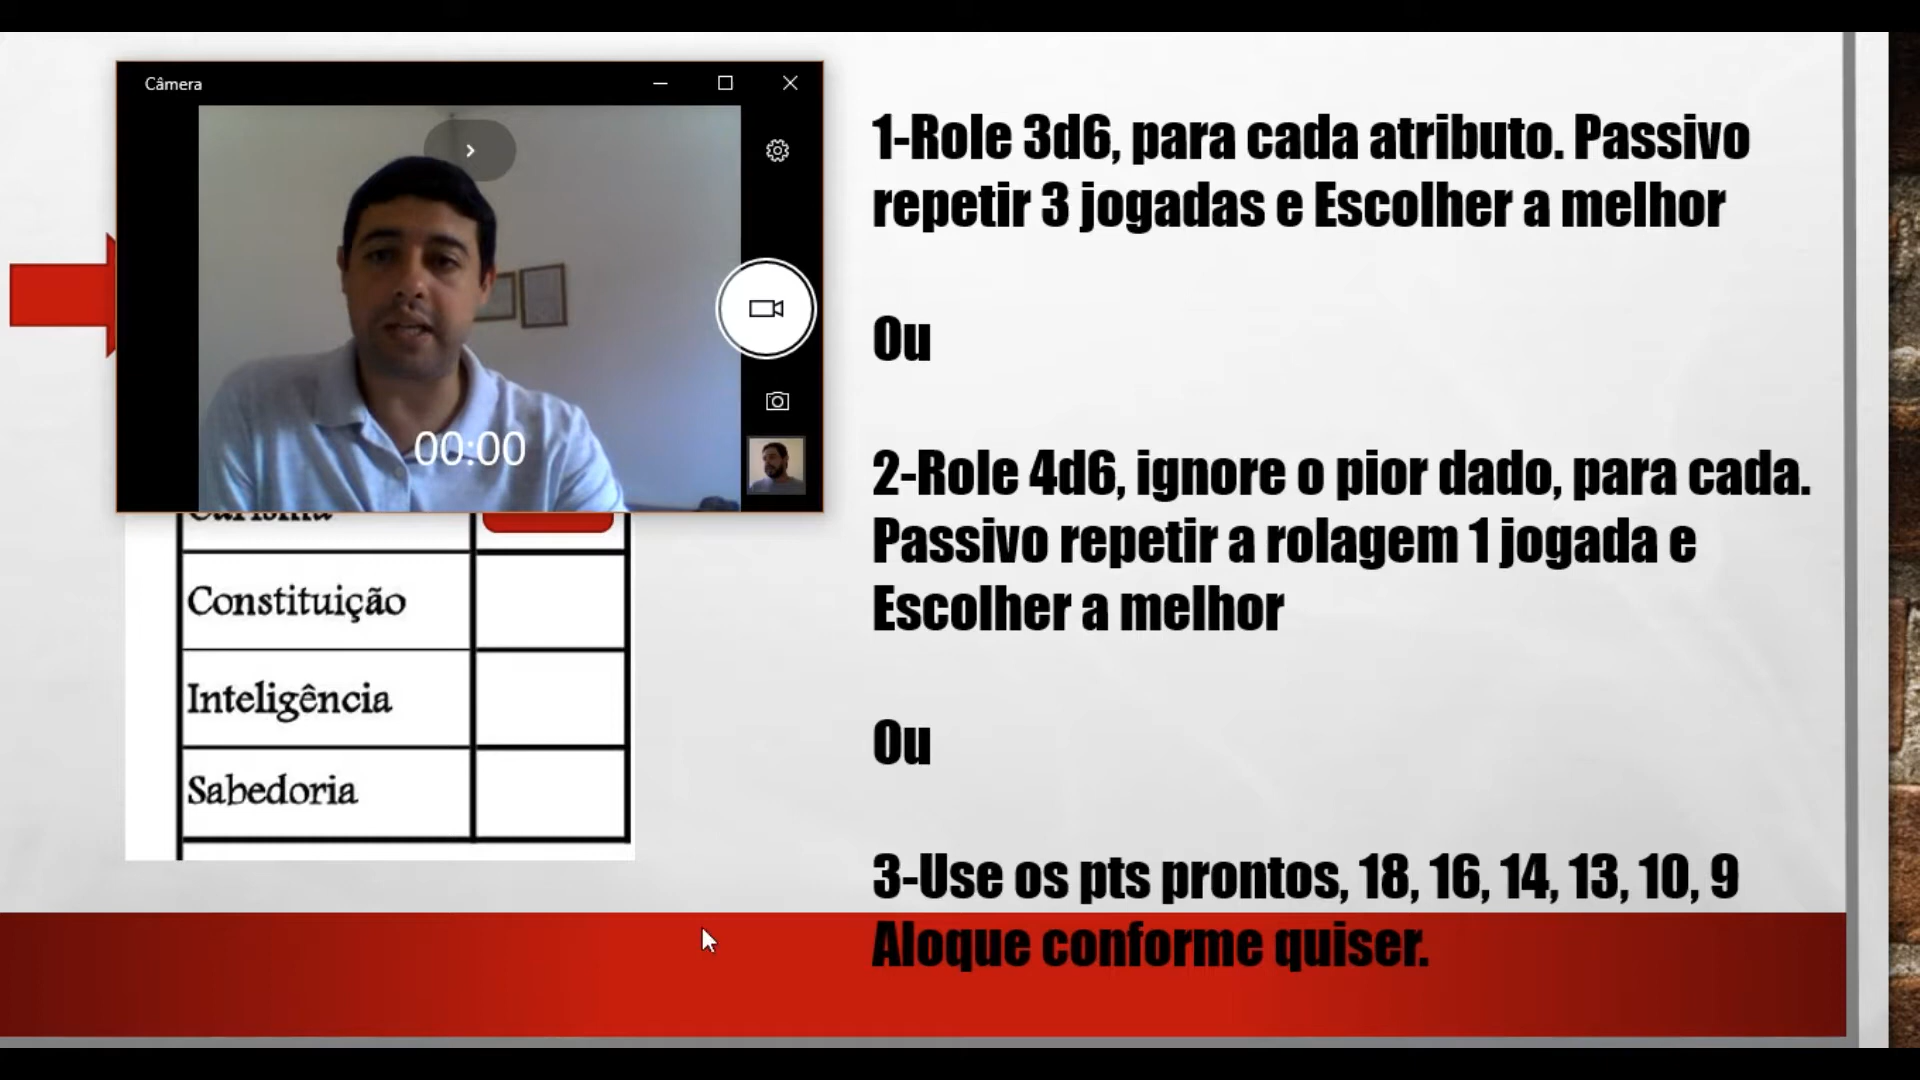 Câmera
00:00
Carisma
Constituição
Inteligência
Sabedoria
1-Role 3d6, para cada atributo. Passivo
repetir 3 jogadas e Escolher a melhor
Ou
2-Role 4d6, ignore o pior dado, para cada.
Passivo repetir a rolagem 1 jogada e
Escolher a melhor
Ou
3-Use os pts prontos, 18, 16, 14, 13, 10, 9
Aloque conforme quiser.